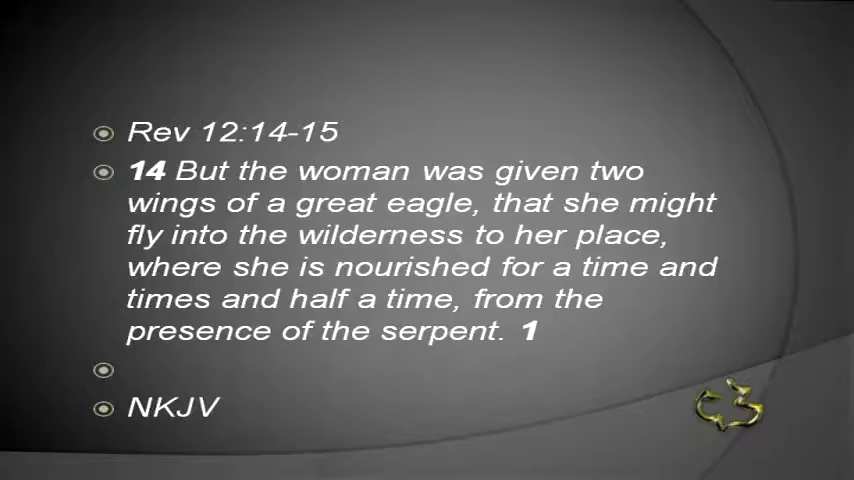 Rev 12:14-15
14 But the woman was given two
wings of a great eagle, that she might
fly into the wilderness to her place,
where she is nourished for a time and
times and half a time, from the
presence of the serpent. 1
NKJV